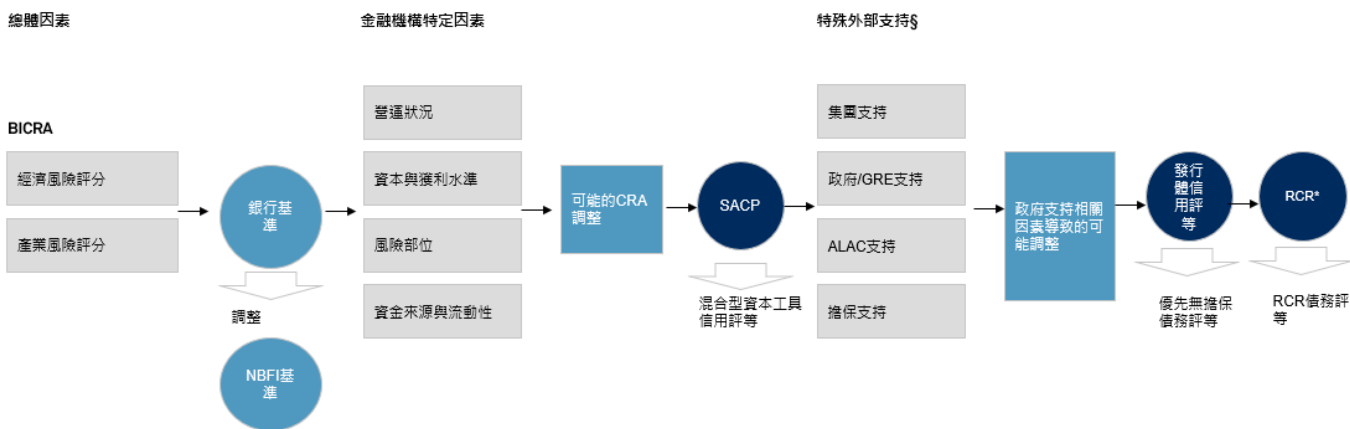 總體因素
金融機構特定因素
特殊外部支持§
BICRA
經濟風險評分
產業風險評分
銀行基
準
調整
NBFI基
準
營運狀況
資本與獲利水準
風險部位
資金來源與流動性
可能的CRA
調整
SACP
混合型資本工具
信用評等
集團支持
政府/GRE支持
ALAC支持
擔保支持
政府支持相關
因素導致的可
能調整
發行
體信
用評
等
優先無擔保
債務評等
RCR*
RCR債務評
等